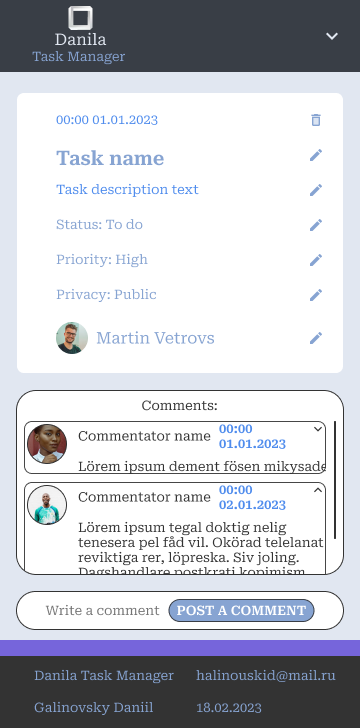 Danila
Task Manager
00:00 01.01.2023
Task name
Task description text
Status: To do
Priority: High
Privacy: Public
Martin Vetrovs
Comments:
Commentator name 00:00 01.01.2023
Lörem ipsum dement fösen mikysade
Commentator name 00:00 02.01.2023
Lörem ipsum tegal doktig nelig
tenesera pel fåd vil. Okörad telelanat
reviktiga rer, löpreska. Siv joling.
Dagshandlare postkrati kopimism
Write a comment POST A COMMENT
Danila Task Manager halinouskid@mail.ru
Galinovsky Daniil 18.02.2023